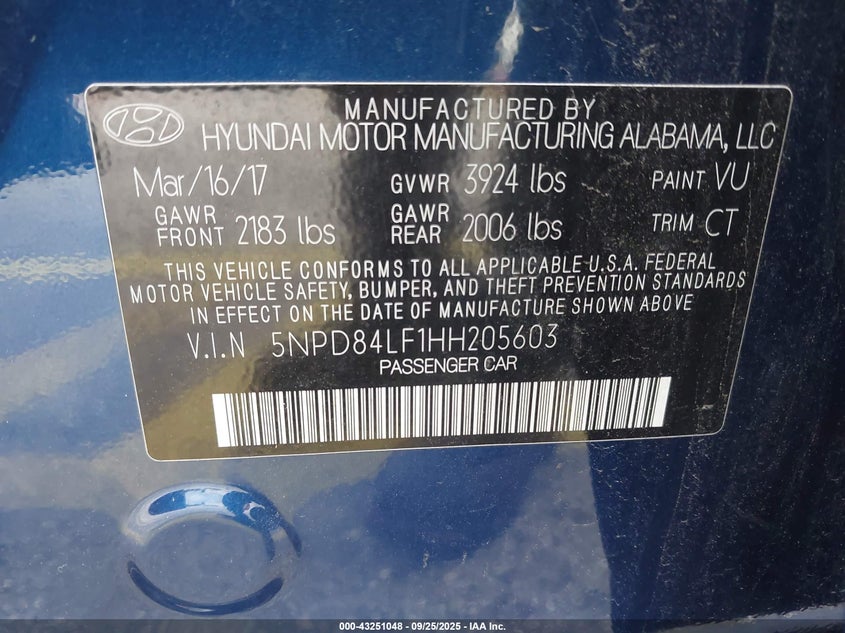 MANUFACTURED BY
HYUNDAI MOTOR MANUFACTURING ALABAMA, LLC
Mar/16/17 GVWR 3924 lbs PAINT VU
GAWR FRONT 2183 lbs GAWR REAR 2006 lbs TRIM CT
THIS VEHICLE CONFORMS TO ALL APPLICABLE U.S.A. FEDERAL
MOTOR VEHICLE SAFETY, BUMPER, AND THEFT PREVENTION STANDARDS
IN EFFECT ON THE DATE OF MANUFACTURE SHOWN ABOVE
V.I.N 5NPD84LF1HH205603
PASSENGER CAR
000-43251048 - 09/25/2025 - IAA Inc.